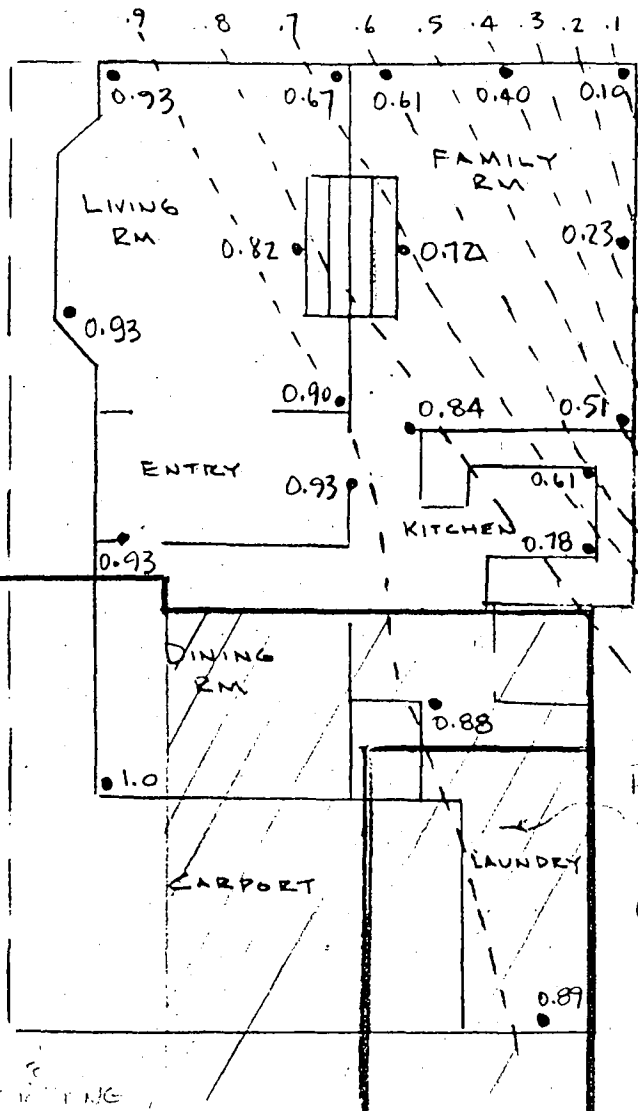 .9 .8 .7 .6 .5 .4 .3 .2 .1
0.93 0.67 0.61 0.40 0.10
FAMILY
RM
LIVING
RM
0.82 0.72 0.23
0.93
0.90 0.84 0.51
ENTRY
0.93 0.61
KITCHEN
0.93 0.78
DINING
RM
0.88
1.0
CARPORT
LAUNDRY
0.89